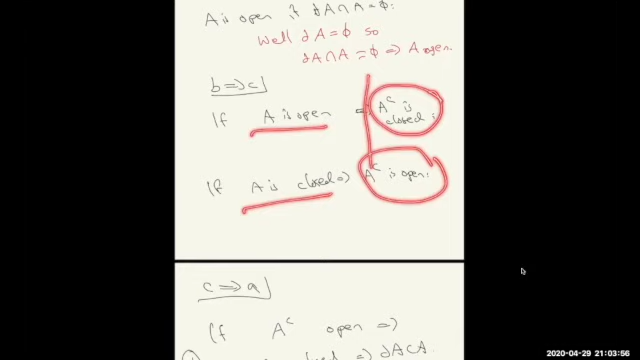 A is open if ∂A ∩ A = ϕ.
Well ∂A = ϕ so
∂A ∩ A = ϕ ⇒ A open.
b ⇒ c
If A is open ⇒ A^c is closed.
If A is closed ⇒ A^c is open.
c ⇒ a
If A^c open ⇒
closed ⇒ ∂A ⊂ A.
2020-04-29 21:03:56